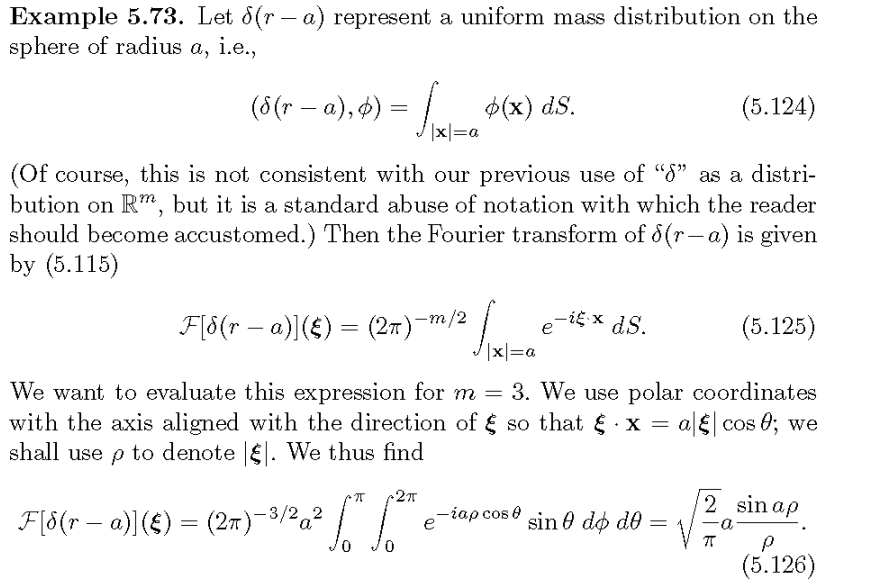 Example 5.73. Let δ(r − a) represent a uniform mass distribution on the
sphere of radius a, i.e.,
(δ(r − a), ϕ) = ∫_{|x|=a} ϕ(x) dS. (5.124)
(Of course, this is not consistent with our previous use of “δ” as a distri-
bution on ℝ^m, but it is a standard abuse of notation with which the reader
should become accustomed.) Then the Fourier transform of δ(r−a) is given
by (5.115)
ℱ[δ(r − a)](ξ) = (2π)^{−m/2} ∫_{|x|=a} e^{−iξ·x} dS. (5.125)
We want to evaluate this expression for m = 3. We use polar coordinates
with the axis aligned with the direction of ξ so that ξ · x = a|ξ| cos θ; we
shall use ρ to denote |ξ|. We thus find
ℱ[δ(r − a)](ξ) = (2π)^{−3/2} a² ∫_0^π ∫_0^{2π} e^{−iaρ cos θ} sin θ dϕ dθ = √(2/π) a (sin aρ)/ρ.
(5.126)